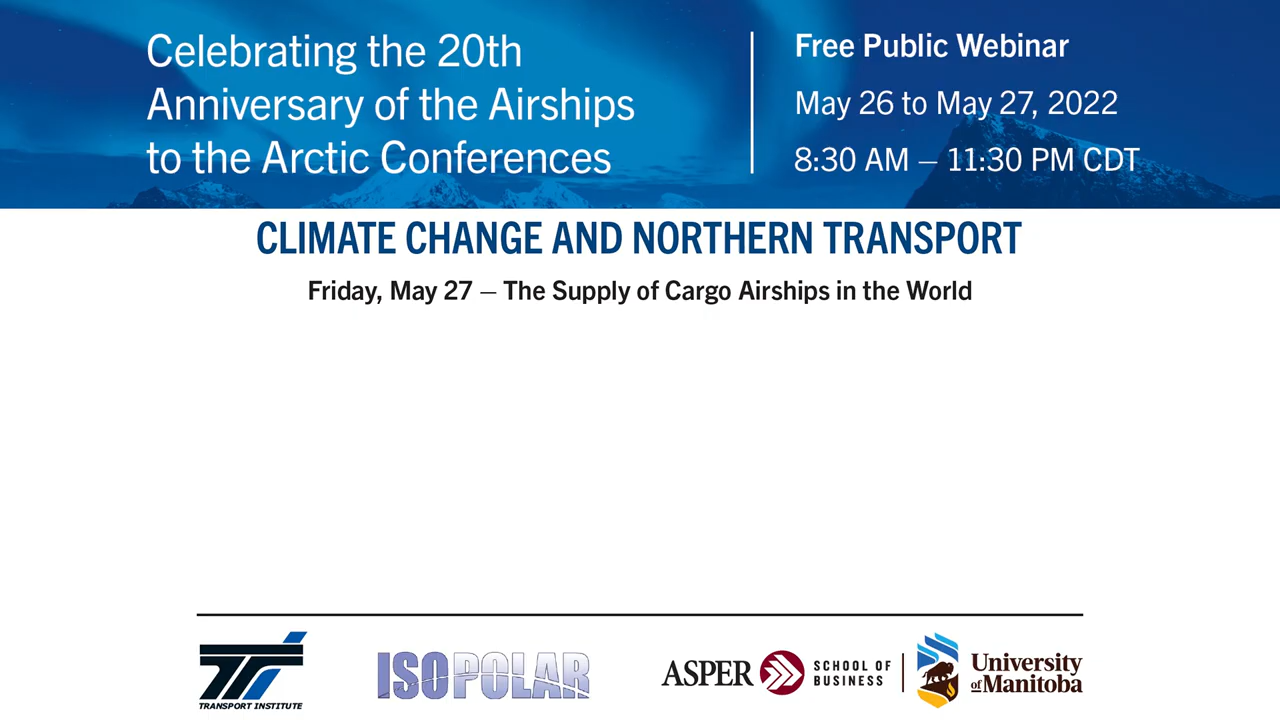 Celebrating the 20th
Anniversary of the Airships
to the Arctic Conferences
Free Public Webinar
May 26 to May 27, 2022
8:30 AM – 11:30 PM CDT
CLIMATE CHANGE AND NORTHERN TRANSPORT
Friday, May 27 – The Supply of Cargo Airships in the World
TRANSPORT INSTITUTE
ISOPOLAR
ASPER SCHOOL OF
BUSINESS
University
of Manitoba